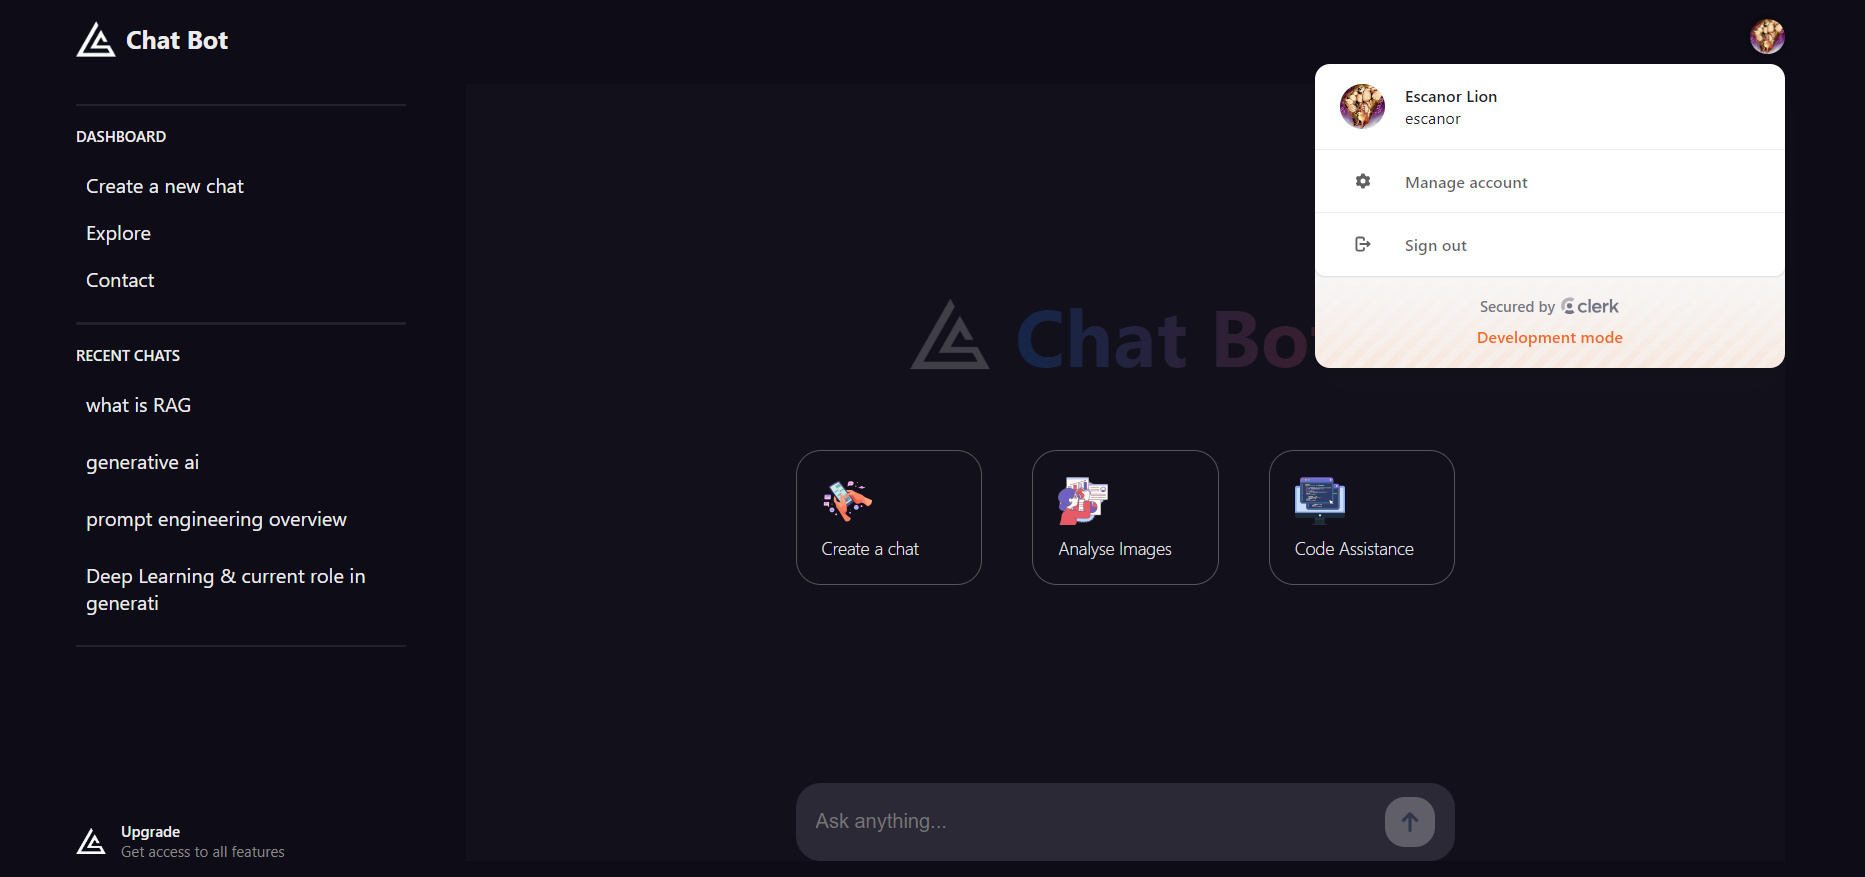 Chat Bot
DASHBOARD
Create a new chat
Explore
Contact
RECENT CHATS
what is RAG
generative ai
prompt engineering overview
Deep Learning & current role in
generati
Upgrade
Get access to all features
Escanor Lion
escanor
Manage account
Sign out
Secured by clerk
Development mode
Chat Bot
Create a chat
Analyse Images
Code Assistance
Ask anything...